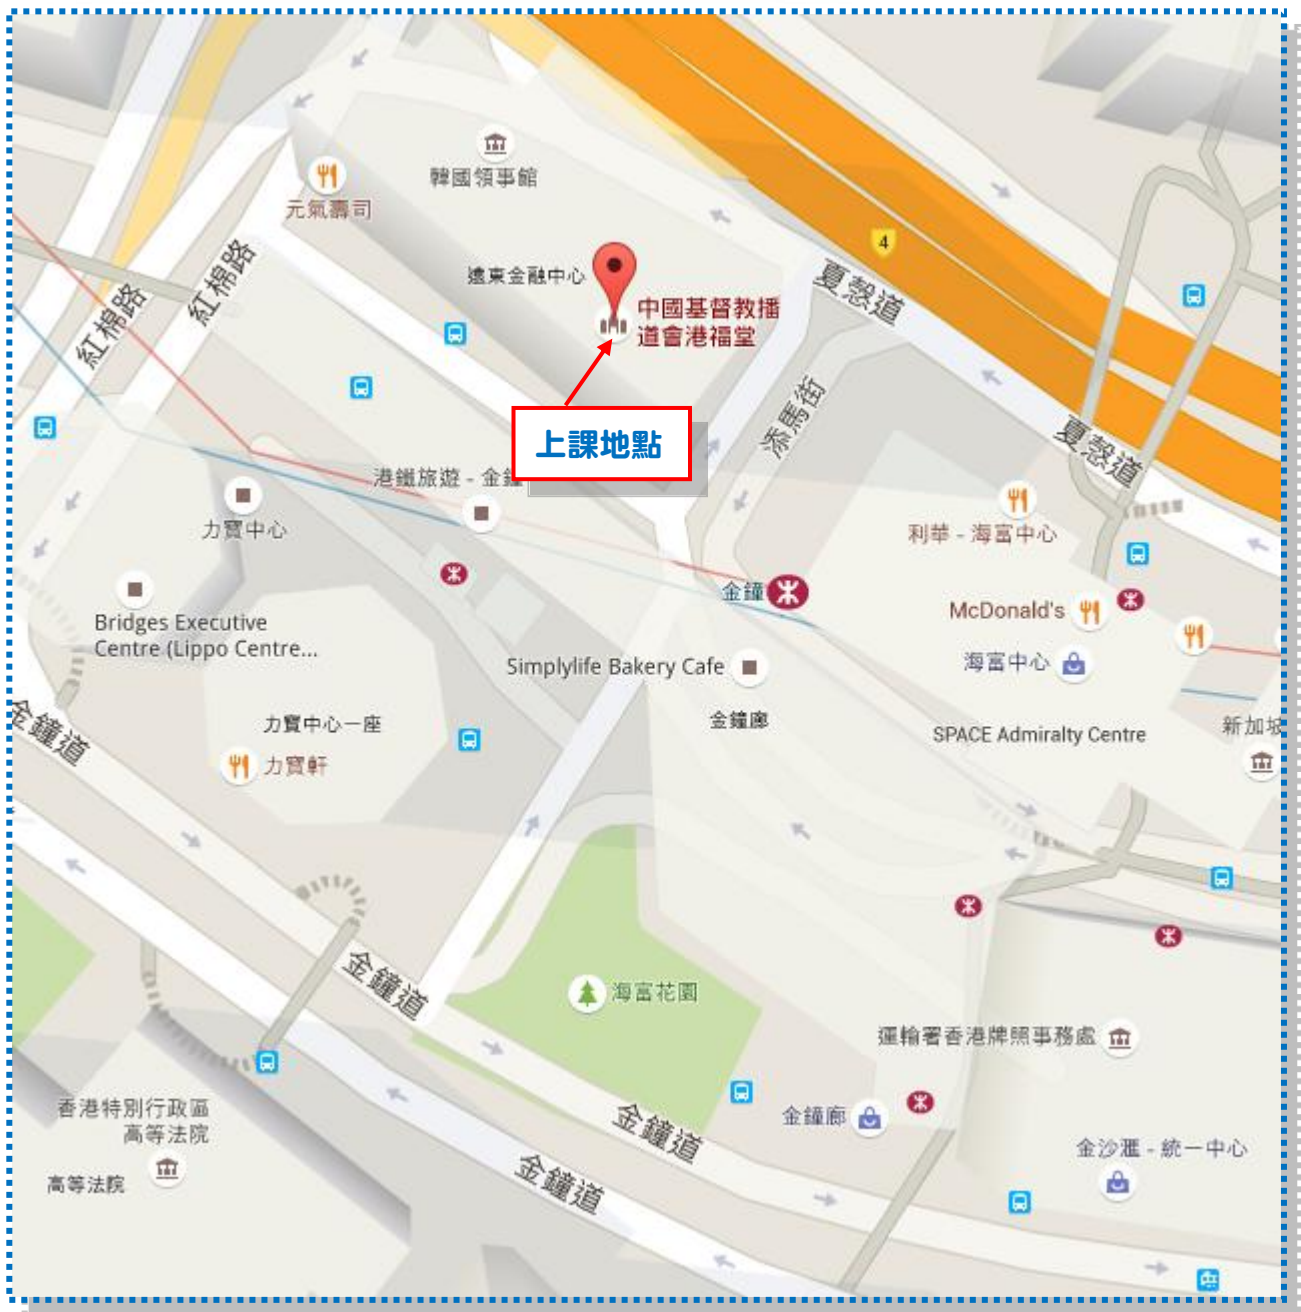 韓國領事館
元氣壽司
4
紅棉路
紅棉路
遠東金融中心
中國基督教播
道會港福堂
夏慤道
添馬街
夏慤道
上課地點
港鐵旅遊 - 金鐘
力寶中心
利華 - 海富中心
金鐘
McDonald's
Bridges Executive
Centre (Lippo Centre...
Simplylife Bakery Cafe
海富中心
金鐘道
力寶中心一座
金鐘廊
SPACE Admiralty Centre
新加坡
力寶軒
金鐘道
海富花園
運輸署香港牌照事務處
香港特別行政區
高等法院
高等法院
金鐘道
金鐘廊
金鐘道
金沙滙 - 統一中心